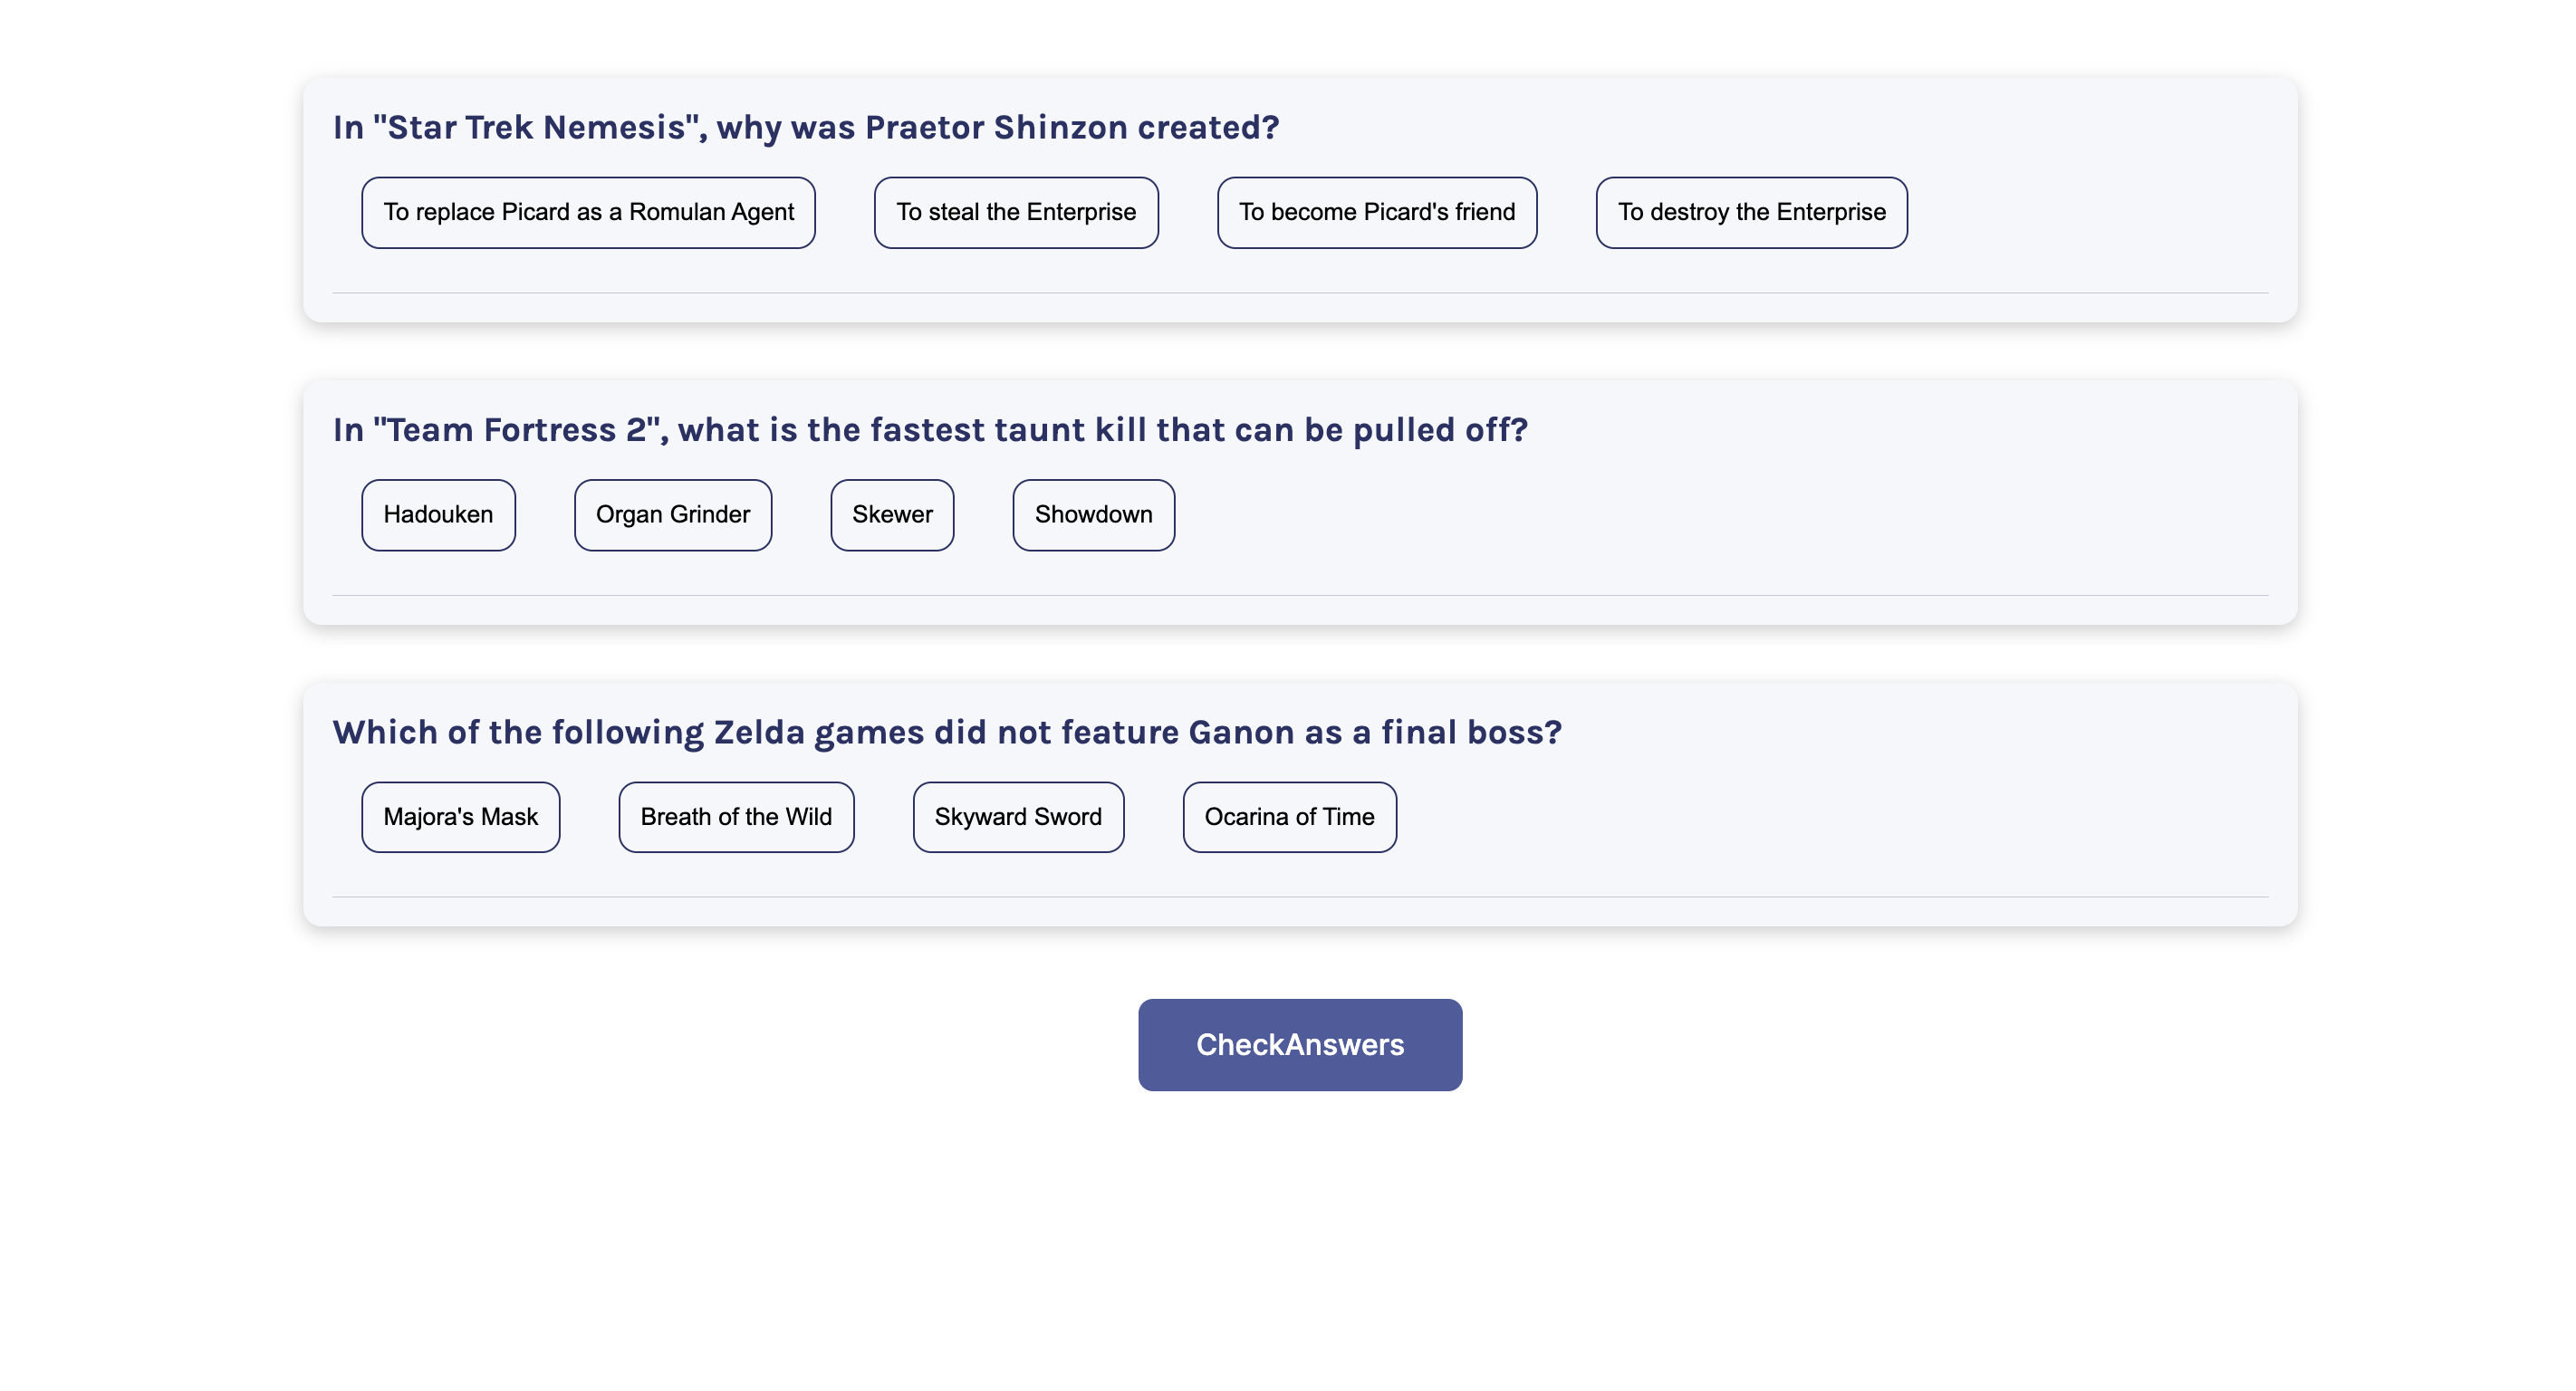 In "Star Trek Nemesis", why was Praetor Shinzon created?
To replace Picard as a Romulan Agent To steal the Enterprise To become Picard's friend To destroy the Enterprise
In "Team Fortress 2", what is the fastest taunt kill that can be pulled off?
Hadouken Organ Grinder Skewer Showdown
Which of the following Zelda games did not feature Ganon as a final boss?
Majora's Mask Breath of the Wild Skyward Sword Ocarina of Time
CheckAnswers